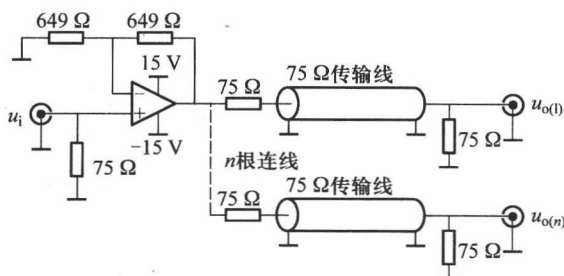 649 Ω 649 Ω
15 V
75 Ω 75 Ω传输线
uᵢ
uₒ₍ₗ₎
75 Ω
−15 V
75 Ω
n根连线
75 Ω 75 Ω传输线
uₒ₍ₙ₎
75 Ω